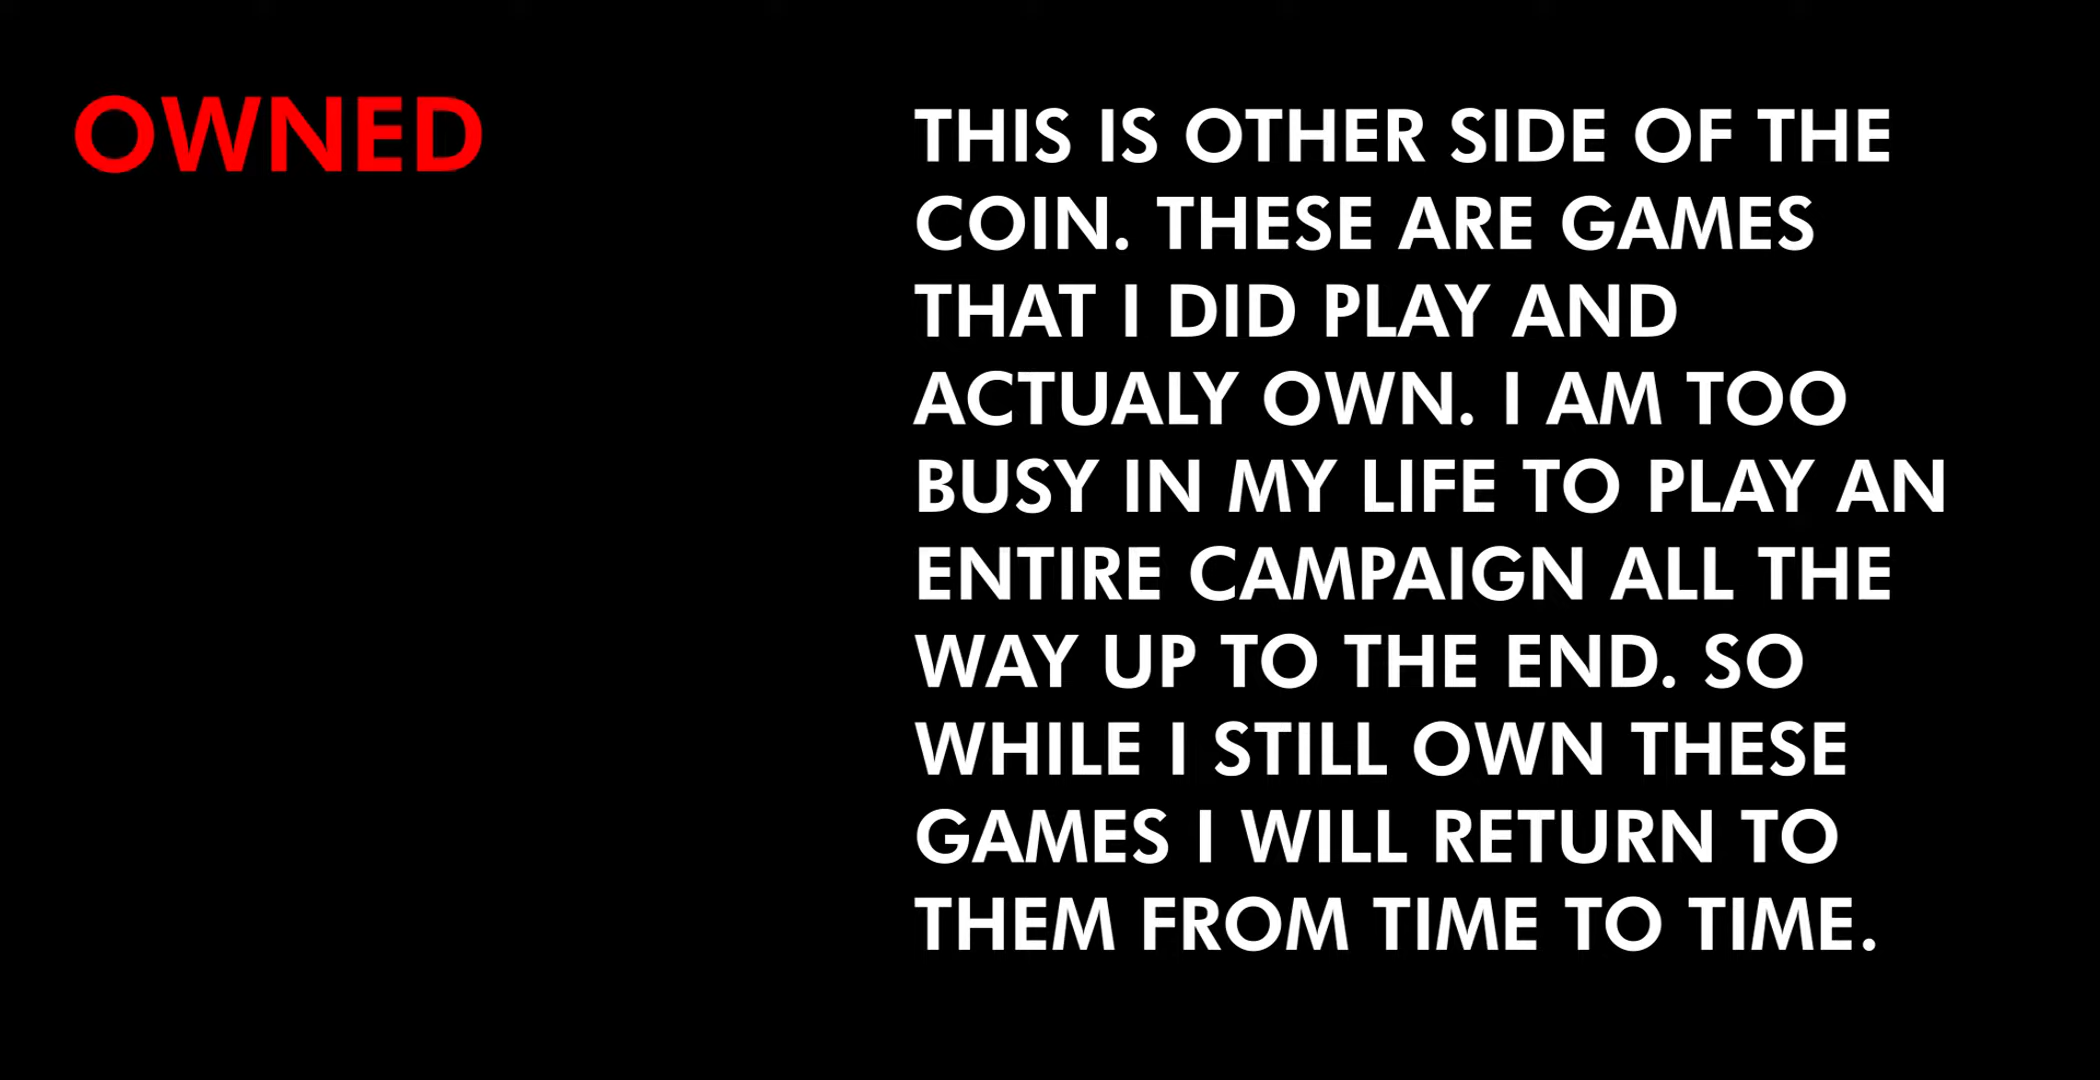 OWNED
THIS IS OTHER SIDE OF THE
COIN. THESE ARE GAMES
THAT I DID PLAY AND
ACTUALY OWN. I AM TOO
BUSY IN MY LIFE TO PLAY AN
ENTIRE CAMPAIGN ALL THE
WAY UP TO THE END. SO
WHILE I STILL OWN THESE
GAMES I WILL RETURN TO
THEM FROM TIME TO TIME.